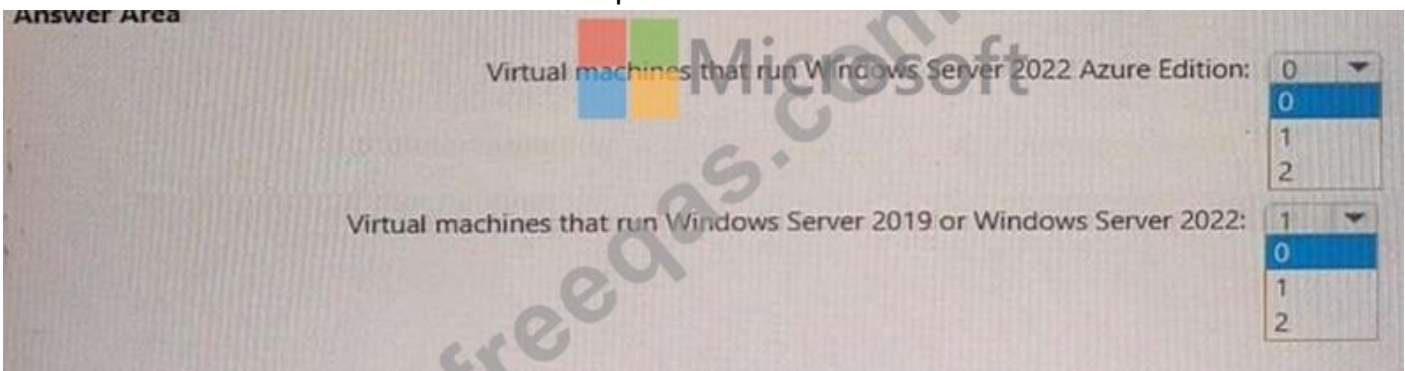 Answer Area
Microsoft
Virtual machines that run Windows Server 2022 Azure Edition: 0
0
1
2
Virtual machines that run Windows Server 2019 or Windows Server 2022: 1
0
1
2
freeqas.com